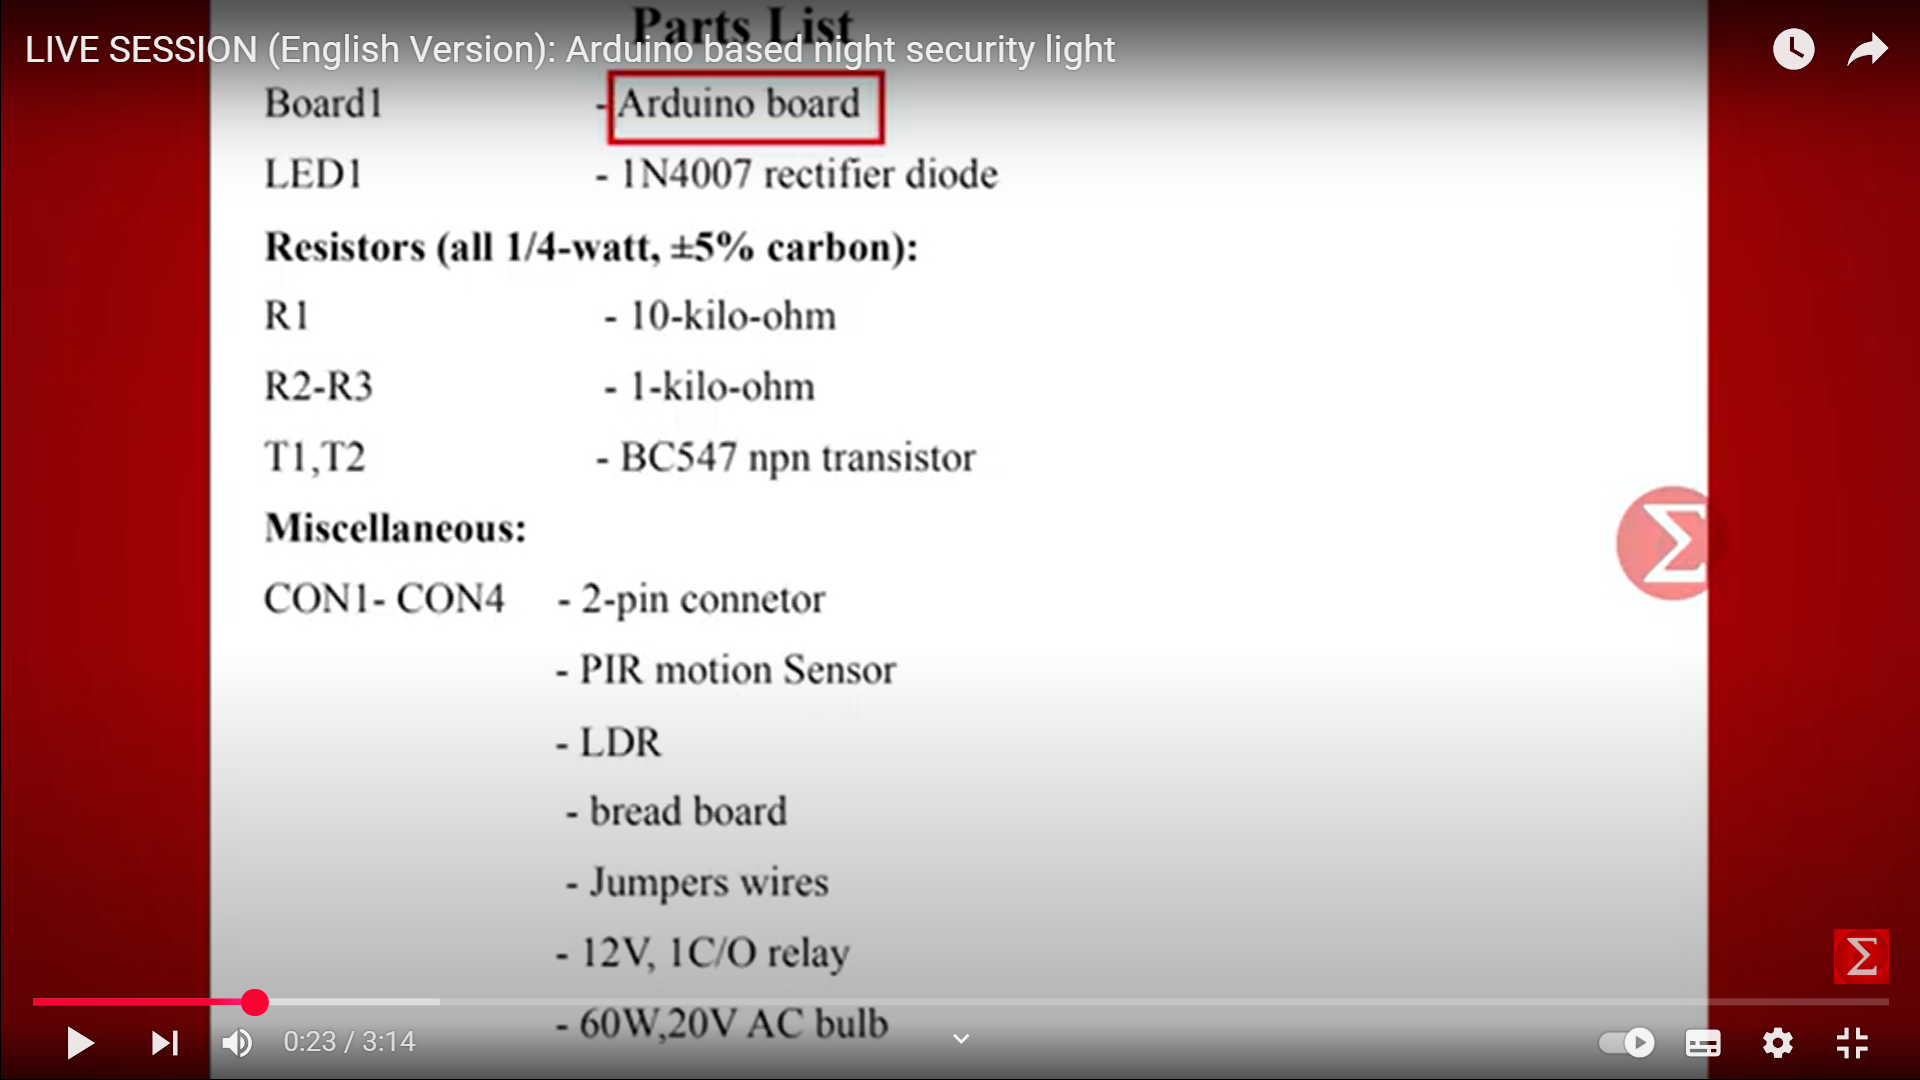 Parts List
LIVE SESSION (English Version): Arduino based night security light
Board1 - Arduino board
LED1 - 1N4007 rectifier diode
Resistors (all 1/4-watt, ±5% carbon):
R1 - 10-kilo-ohm
R2-R3 - 1-kilo-ohm
T1,T2 - BC547 npn transistor
Miscellaneous:
CON1- CON4 - 2-pin connetor
- PIR motion Sensor
- LDR
- bread board
- Jumpers wires
- 12V, 1C/O relay
- 60W,20V AC bulb
0:23 / 3:14